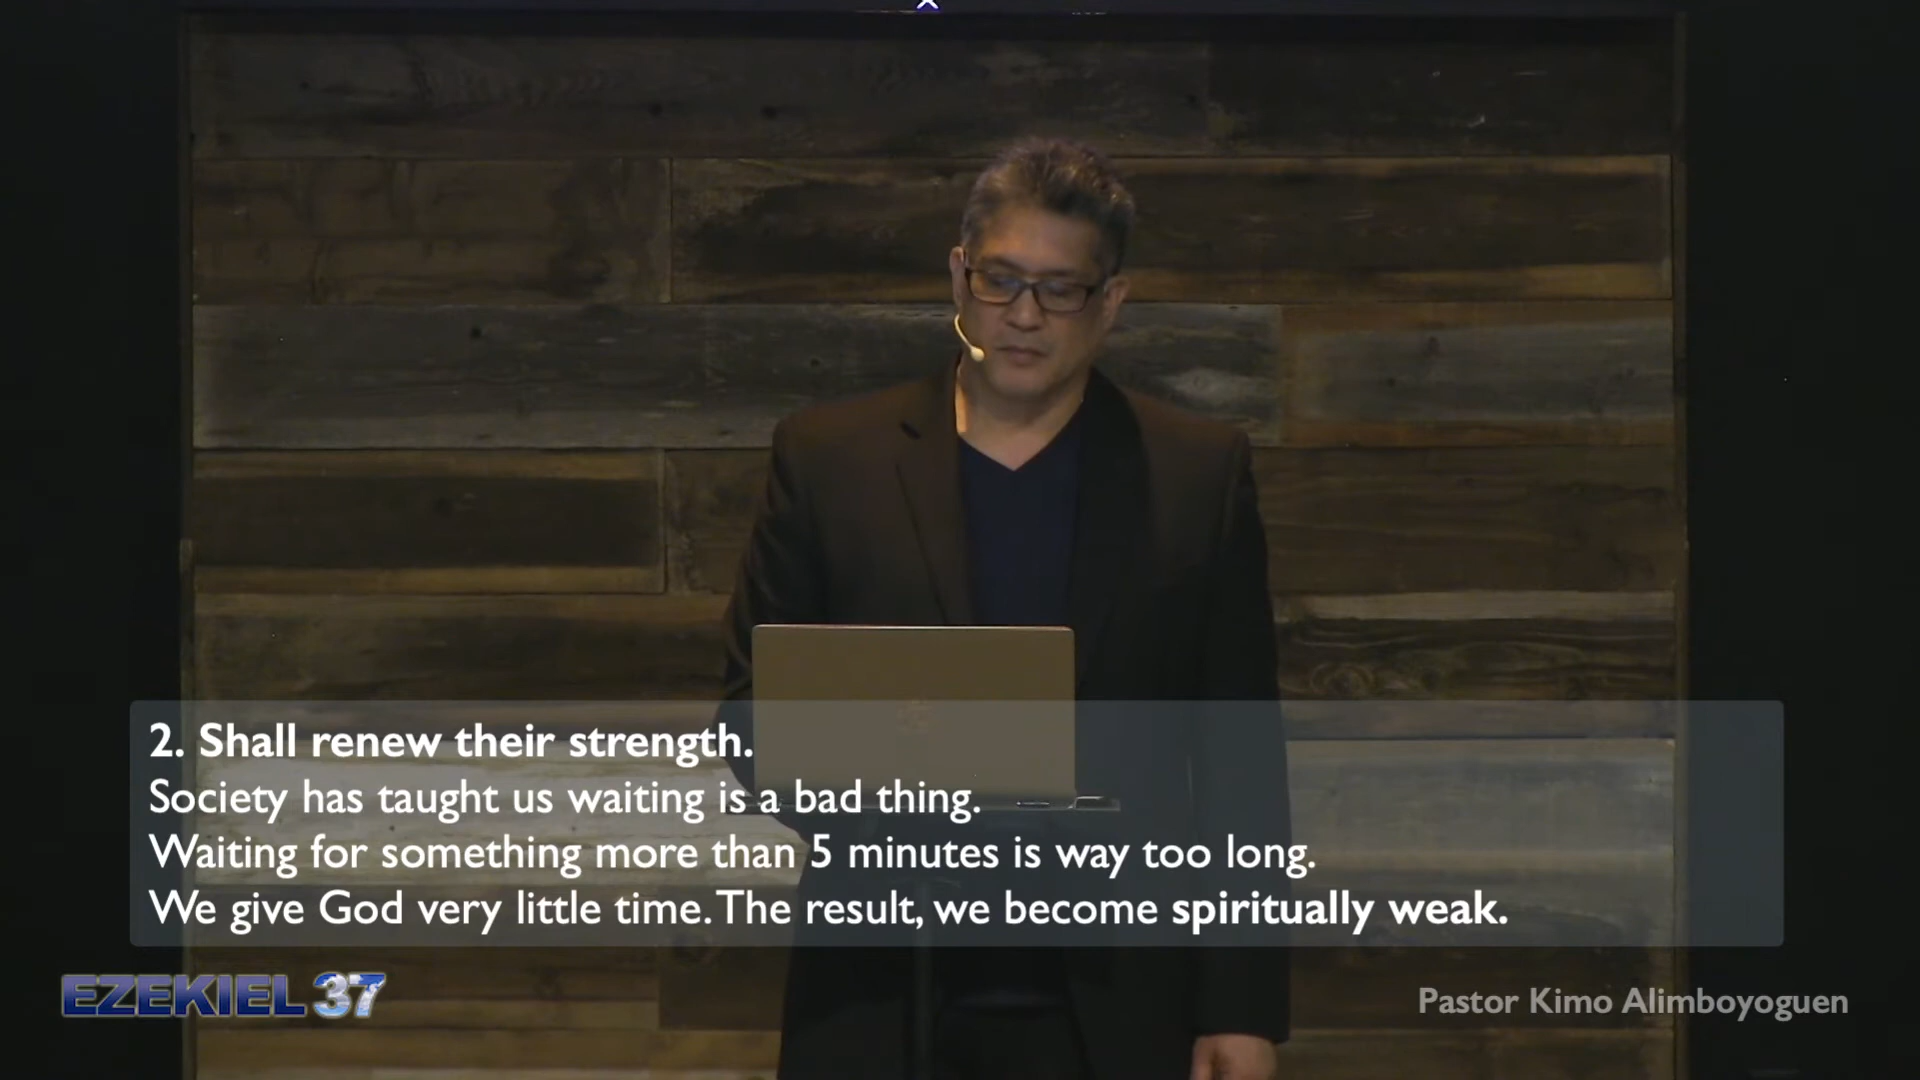 2. Shall renew their strength.
Society has taught us waiting is a bad thing.
Waiting for something more than 5 minutes is way too long.
We give God very little time. The result, we become spiritually weak.
EZEKIEL 37
Pastor Kimo Alimboyoguen